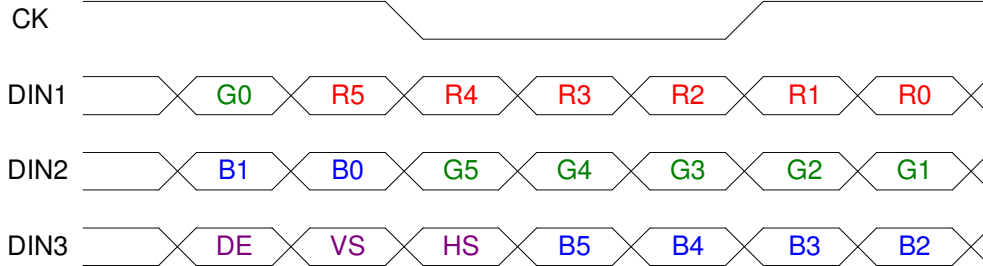 CK
DIN1 G0 R5 R4 R3 R2 R1 R0
DIN2 B1 B0 G5 G4 G3 G2 G1
DIN3 DE VS HS B5 B4 B3 B2